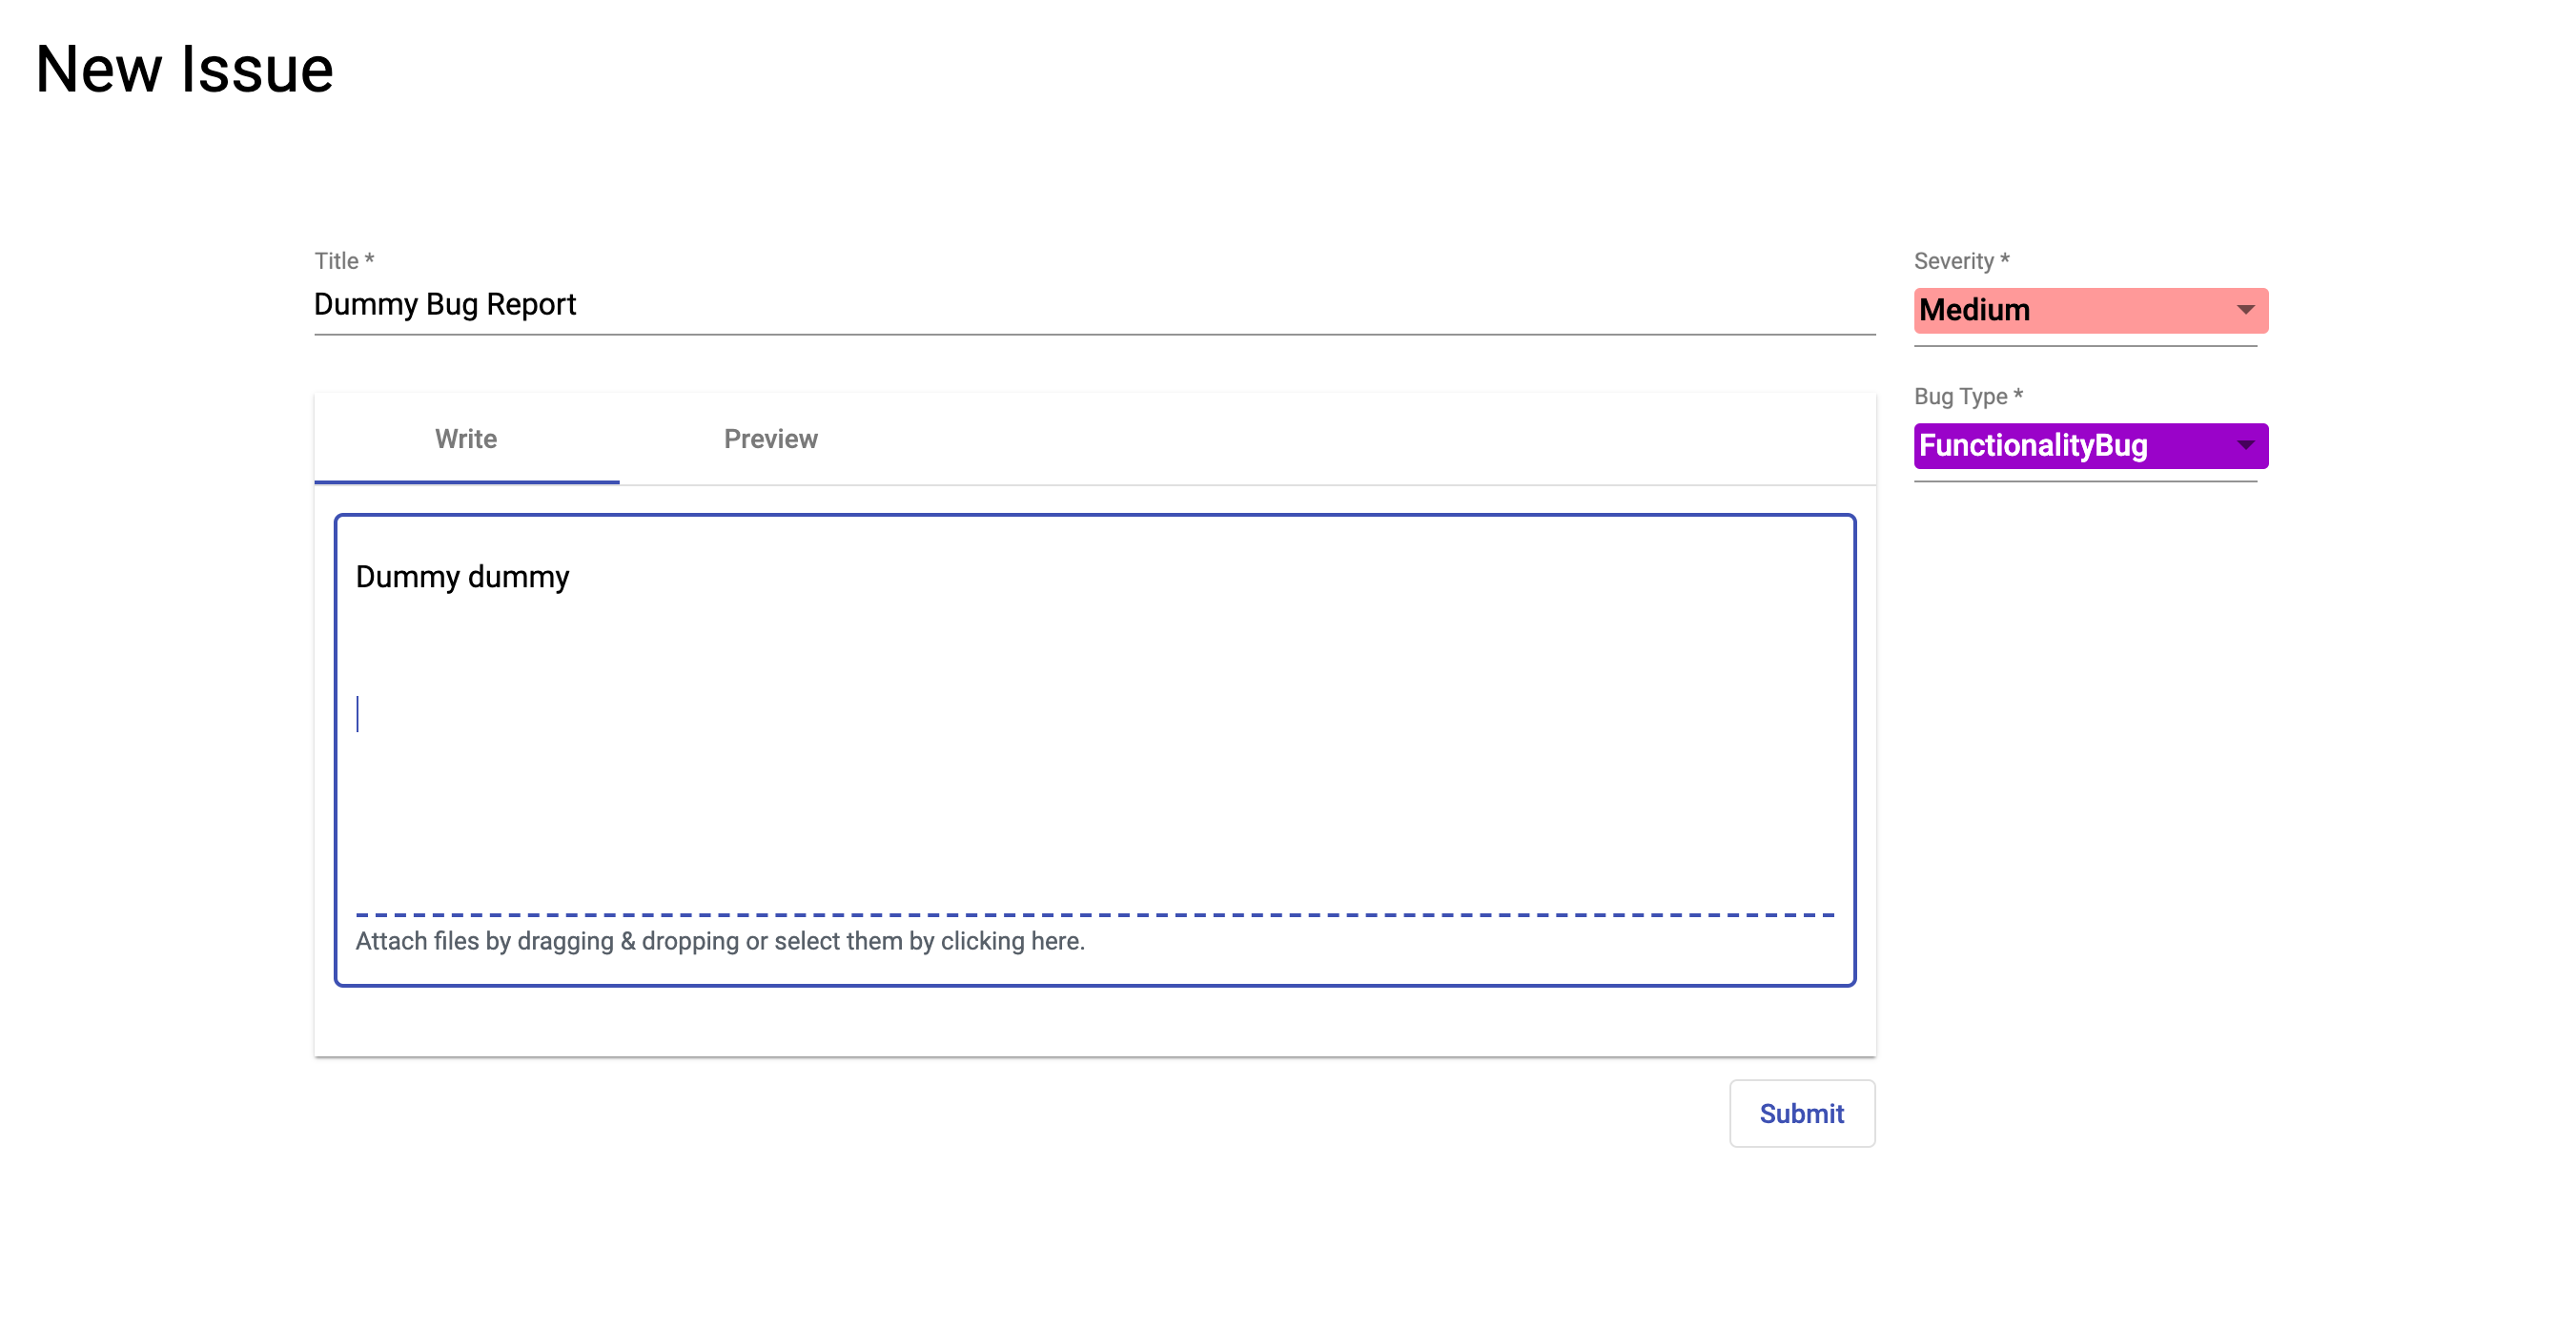 New Issue
Title *
Dummy Bug Report
Severity *
Medium
Bug Type *
FunctionalityBug
Write
Preview
Dummy dummy
Attach files by dragging & dropping or select them by clicking here.
Submit